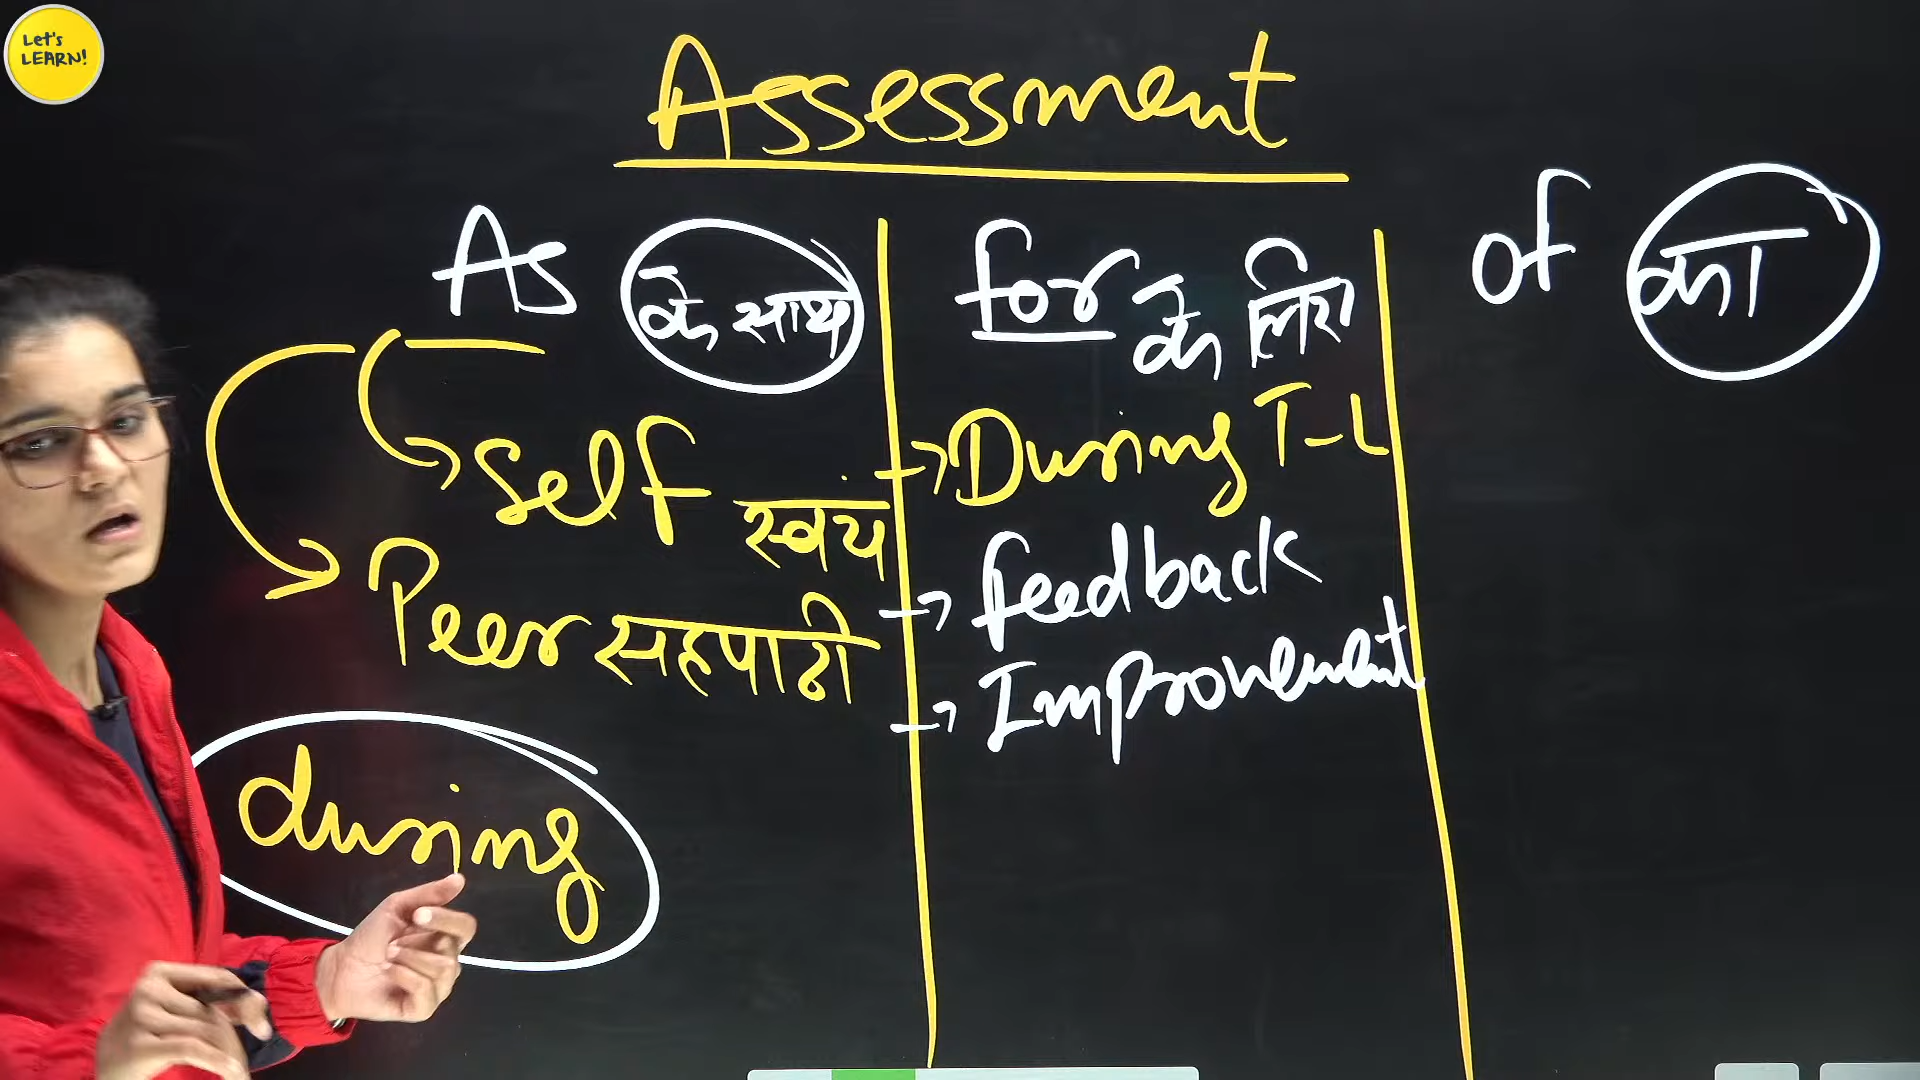 Let's
LEARN!
Assessment
As के साथ
for के लिए
of का
Self स्वयं
Peer सहपाठी
during
→ During T-L
→ feedback
→ Improvement